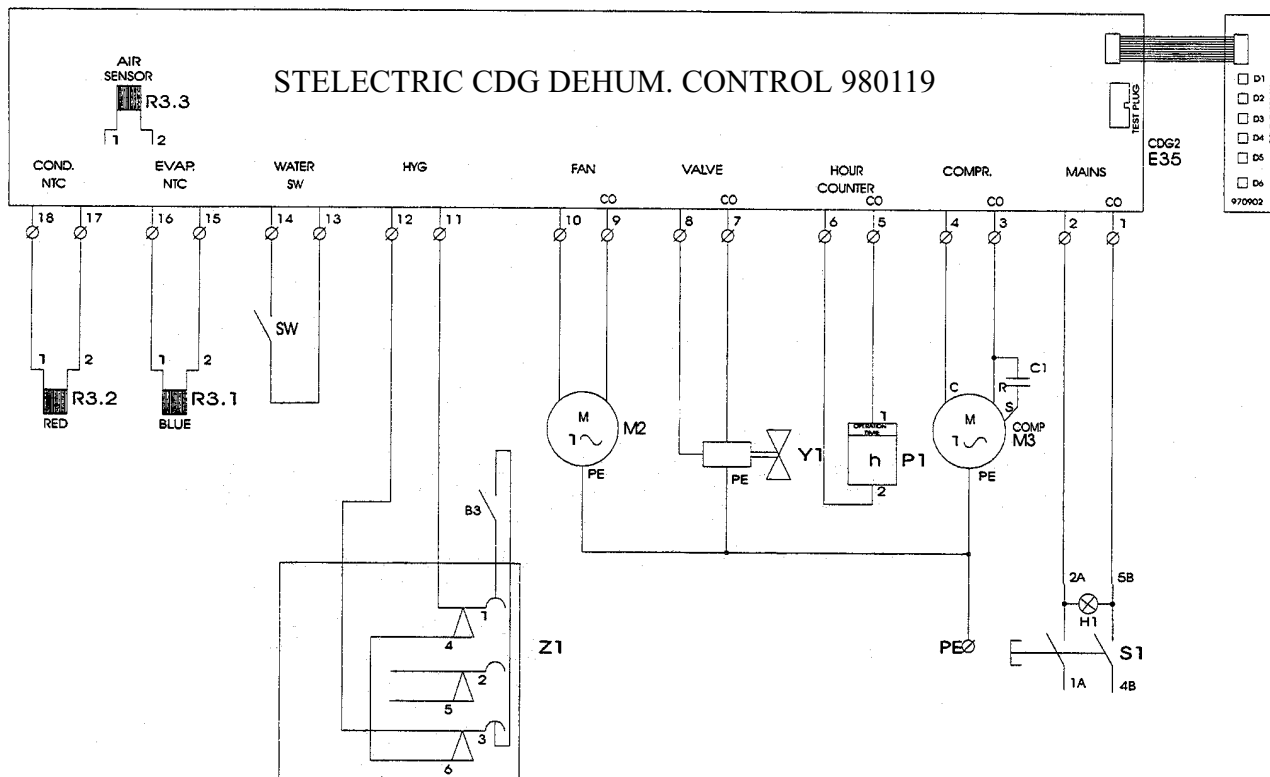 STELECTRIC CDG DEHUM. CONTROL 980119
AIR
SENSOR
R3.3
1 2
TEST PLUG
CDG2
E35
D1
D2
D3
D4
D5
D6
970902
COND.
NTC
EVAP.
NTC
WATER
SW
HYG
FAN
VALVE
HOUR
COUNTER
COMPR.
MAINS
CO CO CO CO CO
18 17 16 15 14 13 12 11 10 9 8 7 6 5 4 3 2 1
SW
1 2
R3.2
RED
1 2
R3.1
BLUE
M
1
M2
PE
Y1
PE
1
OPERATION
TIME
h
P1
2
C
R
C1
S
M
1
COMP
M3
PE
B3
1
4
2
5
3
6
Z1
PE
2A 5B
H1
S1
1A 4B